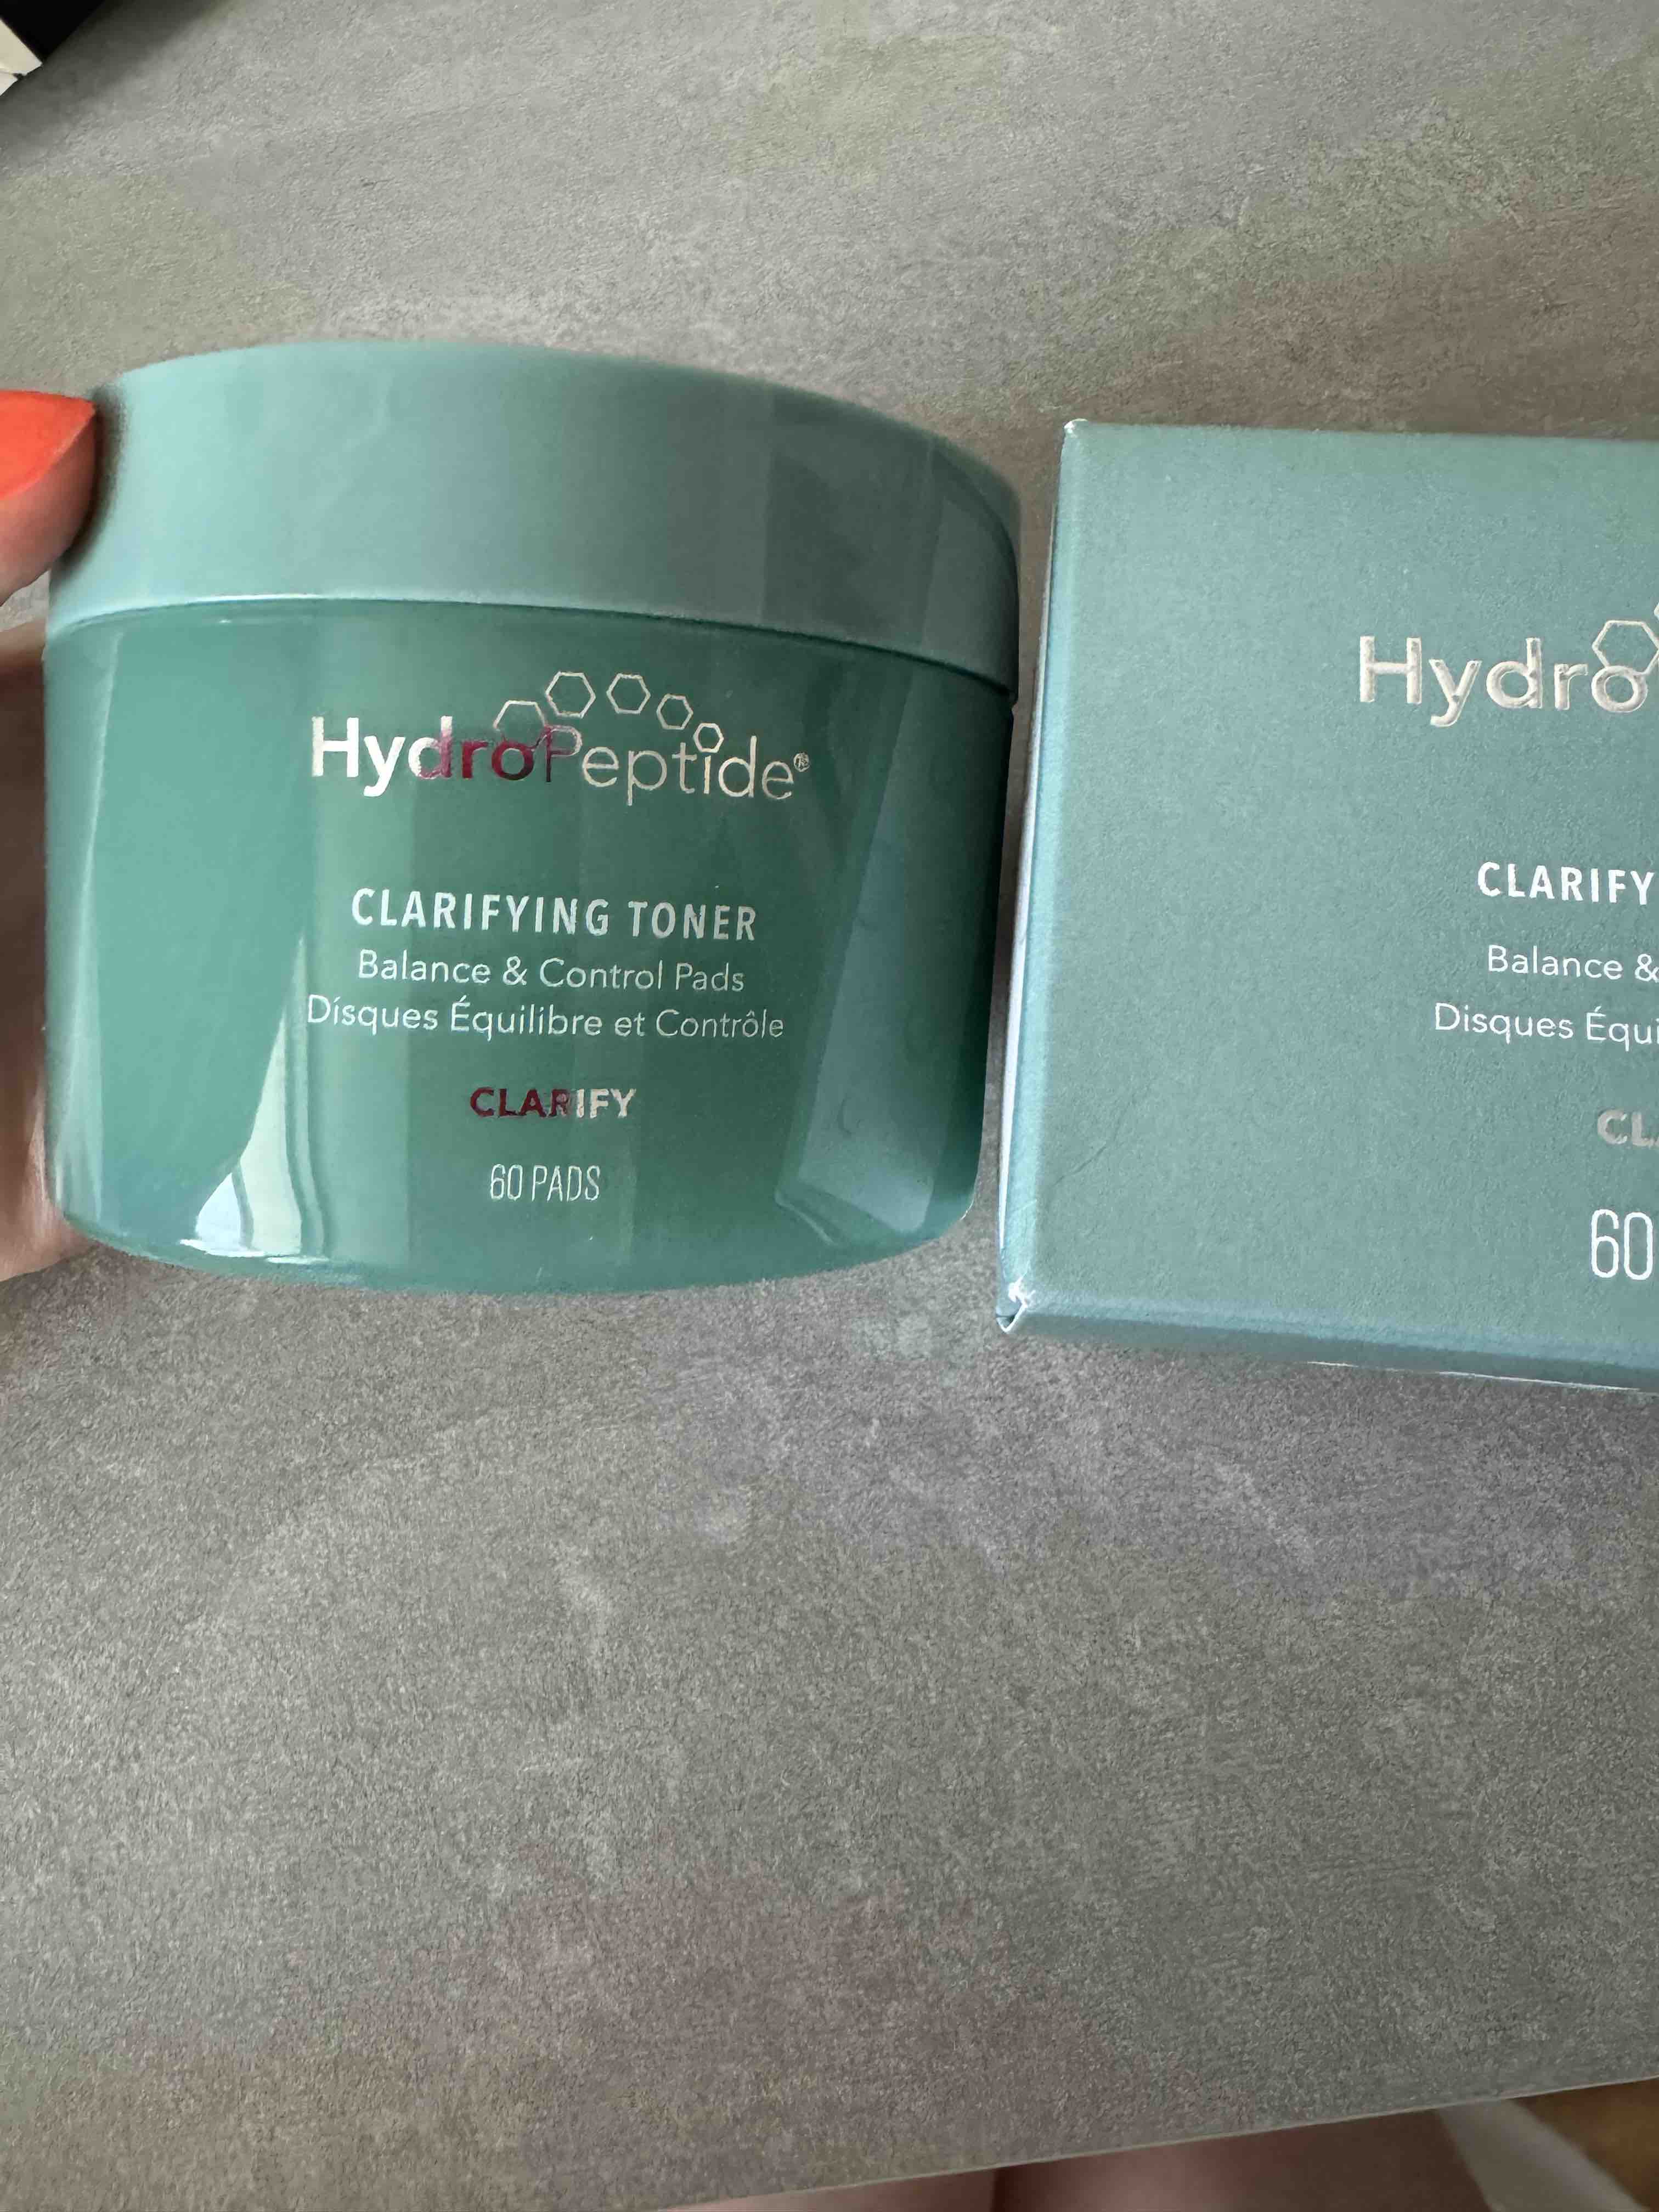 HydroPeptide®
CLARIFYING TONER
Balance & Control Pads
Disques Équilibre et Contrôle
CLARIFY
60 PADS
Hydro
CLARIFY
Balance &
Disques Équi
CLA
60